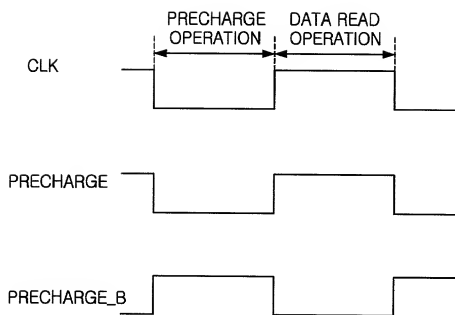 PRECHARGE OPERATION
DATA READ OPERATION
CLK
PRECHARGE
PRECHARGE_B